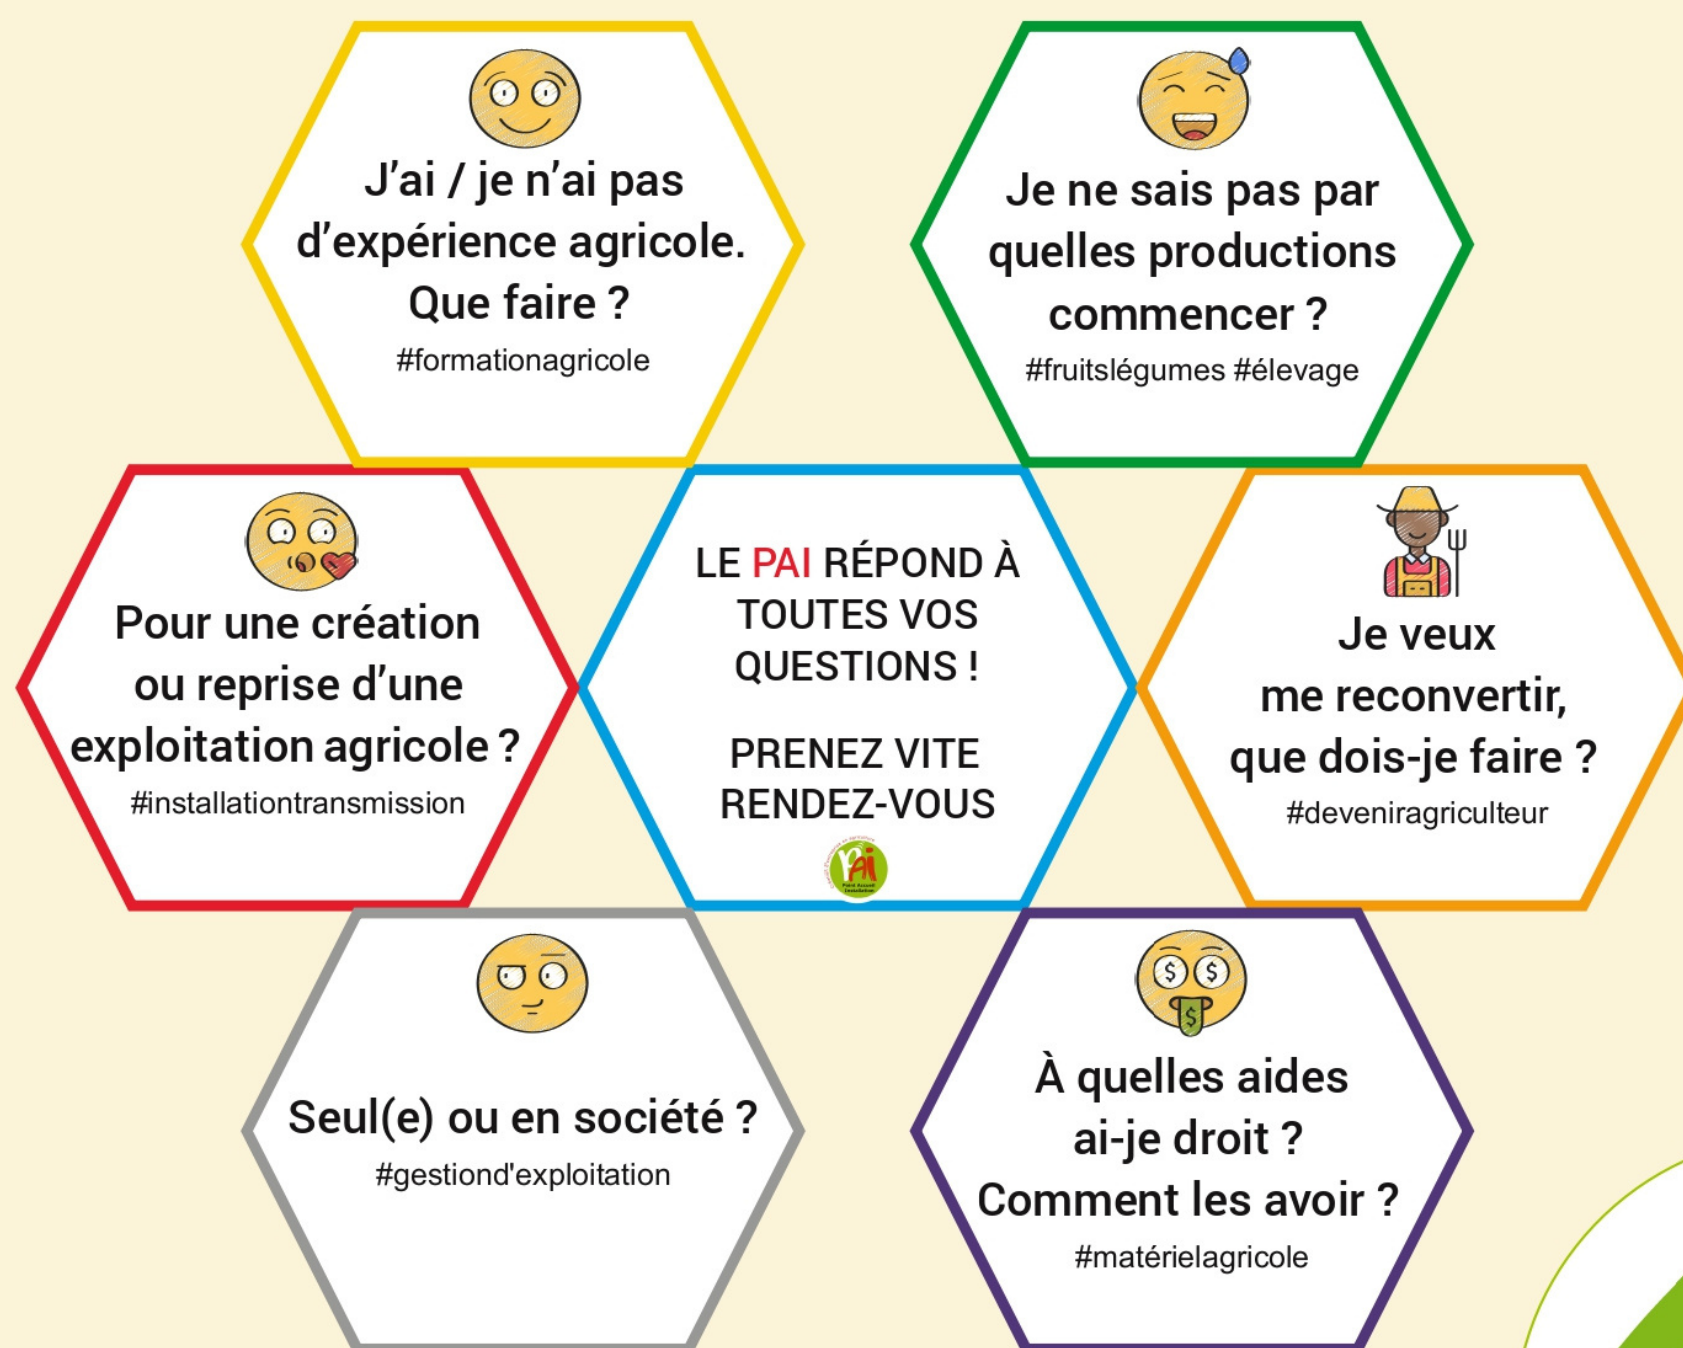 J'ai / je n'ai pas
d'expérience agricole.
Que faire ?
#formationagricole
Je ne sais pas par
quelles productions
commencer ?
#fruitslégumes #élevage
Pour une création
ou reprise d'une
exploitation agricole ?
#installationtransmission
LE PAI RÉPOND À
TOUTES VOS
QUESTIONS !
PRENEZ VITE
RENDEZ-VOUS
PAi
Point Accueil
Installation
Je veux
me reconvertir,
que dois-je faire ?
#deveniragriculteur
Seul(e) ou en société ?
#gestiond'exploitation
$ $
$
À quelles aides
ai-je droit ?
Comment les avoir ?
#matérielagricole